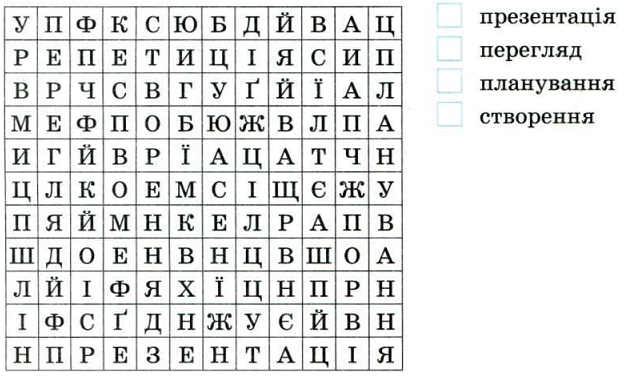 У П Ф К С Ю Б Д Й В А Ц
Р Е П Е Т И Ц І Я С И П
В Р Ч С В Г У Ґ Й Ї А Л
М Е Ф П О Б Ю Ж В Л П А
И Г Й В Р Ї А Ц А Т Ч Н
Ц Л К О Е М С І Щ Є Ж У
П Я Й М Н К Е Л Р А П В
Ш Д О Е Н В Н Ц В Ш О А
Л Й І Ф Я Х Ї Ц Н П Р Н
І Ф С Ґ Д Н Ж У Є Й В Н
Н П Р Е З Е Н Т А Ц І Я
презентація
перегляд
планування
створення